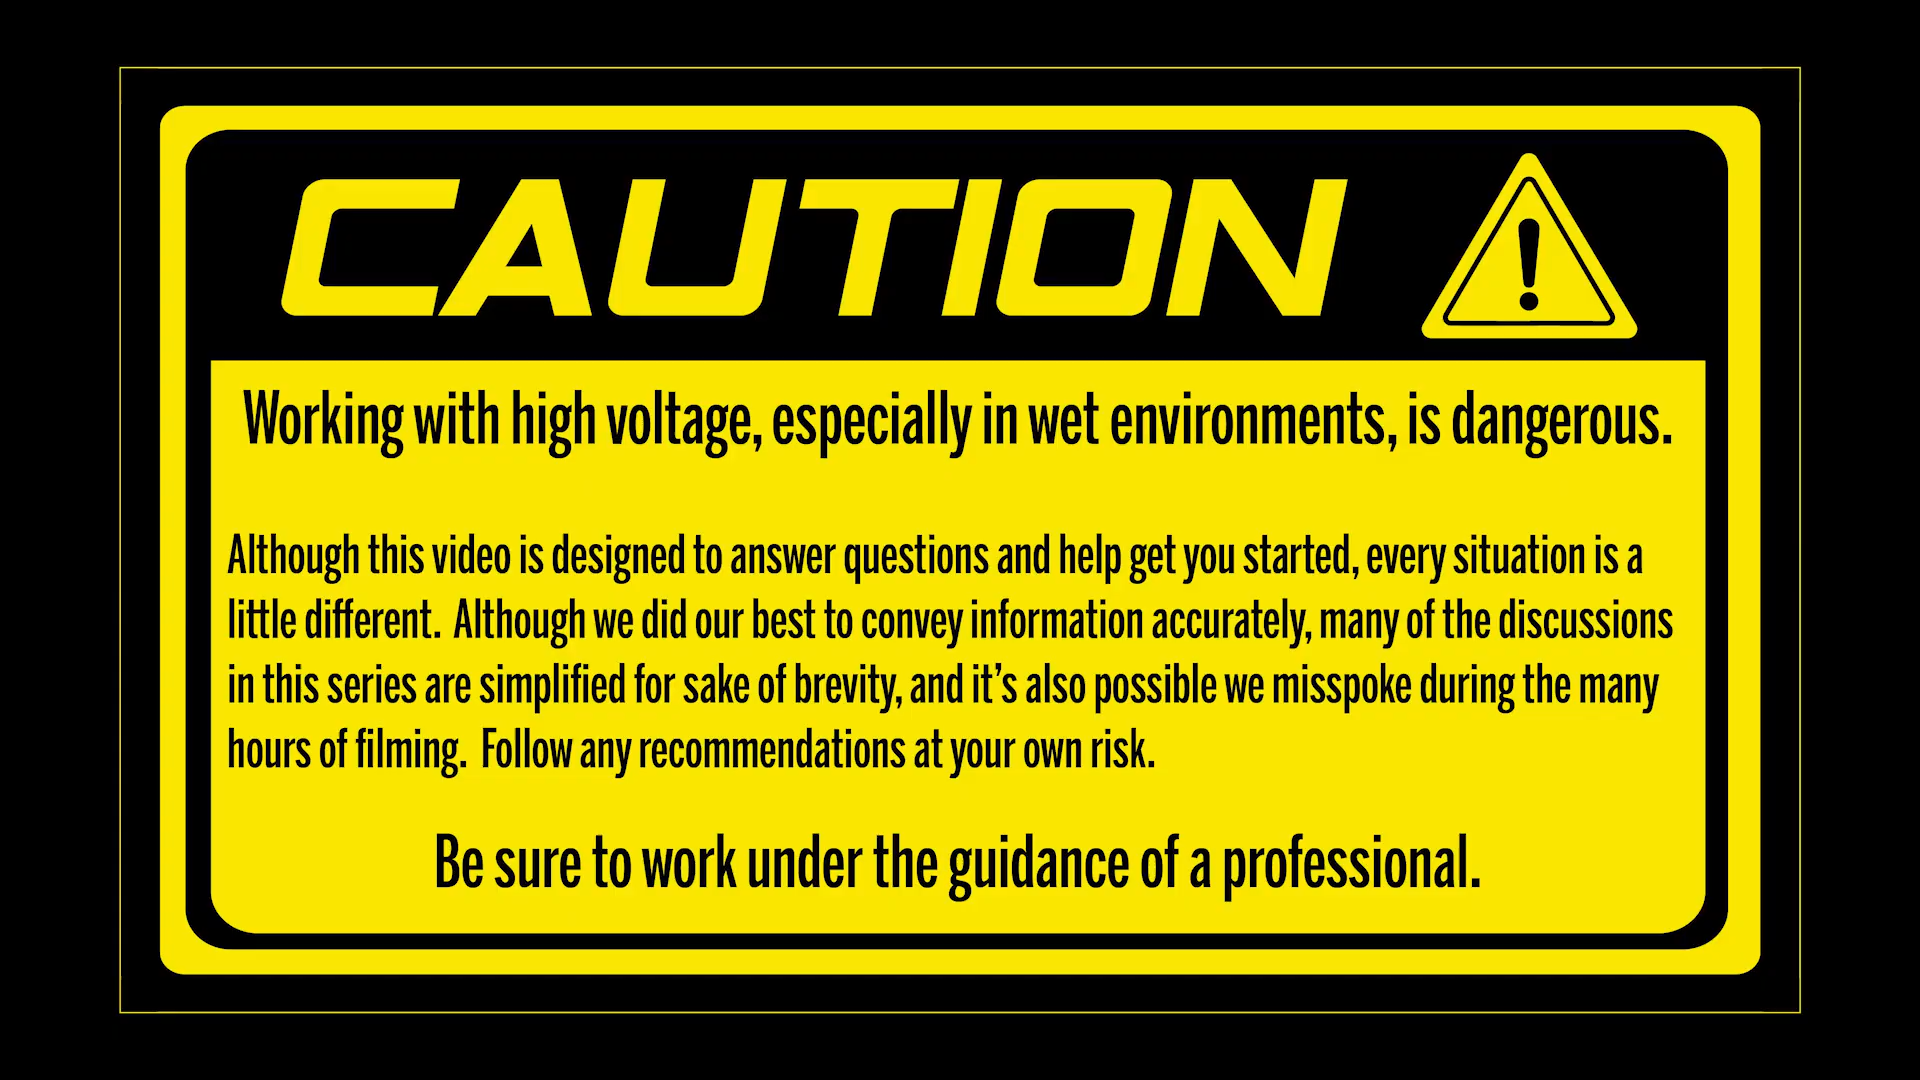 CAUTION
Working with high voltage, especially in wet environments, is dangerous.
Although this video is designed to answer questions and help get you started, every situation is a
little different.  Although we did our best to convey information accurately, many of the discussions
in this series are simplified for sake of brevity, and it’s also possible we misspoke during the many
hours of filming.  Follow any recommendations at your own risk.
Be sure to work under the guidance of a professional.